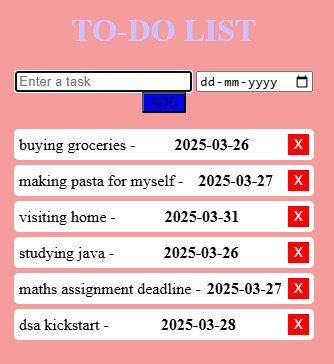 TO-DO LIST
Enter a task dd-mm-yyyy
ADD
buying groceries - 2025-03-26 X
making pasta for myself - 2025-03-27 X
visiting home - 2025-03-31 X
studying java - 2025-03-26 X
maths assignment deadline - 2025-03-27 X
dsa kickstart - 2025-03-28 X